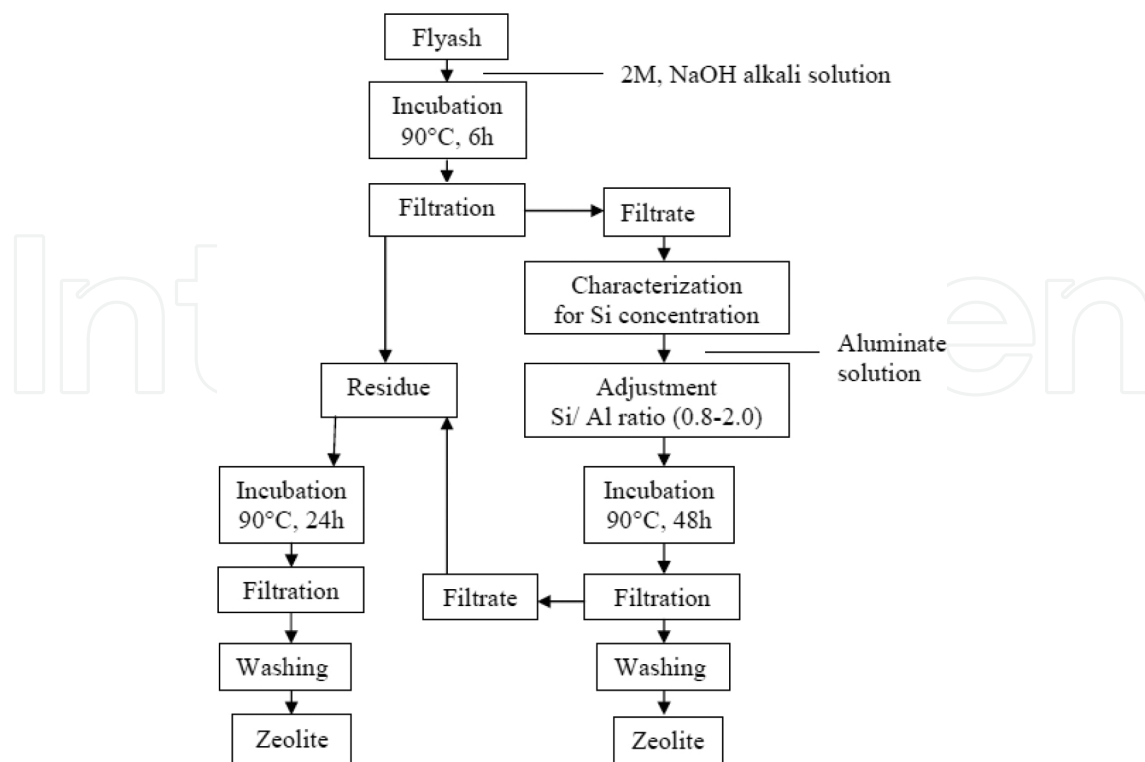 Flyash
2M, NaOH alkali solution
Incubation
90°C, 6h
Filtration
Filtrate
Characterization
for Si concentration
Aluminate
solution
Residue
Adjustment
Si/ Al ratio (0.8-2.0)
Incubation
90°C, 24h
Incubation
90°C, 48h
Filtration
Filtrate
Filtration
Washing
Washing
Zeolite
Zeolite